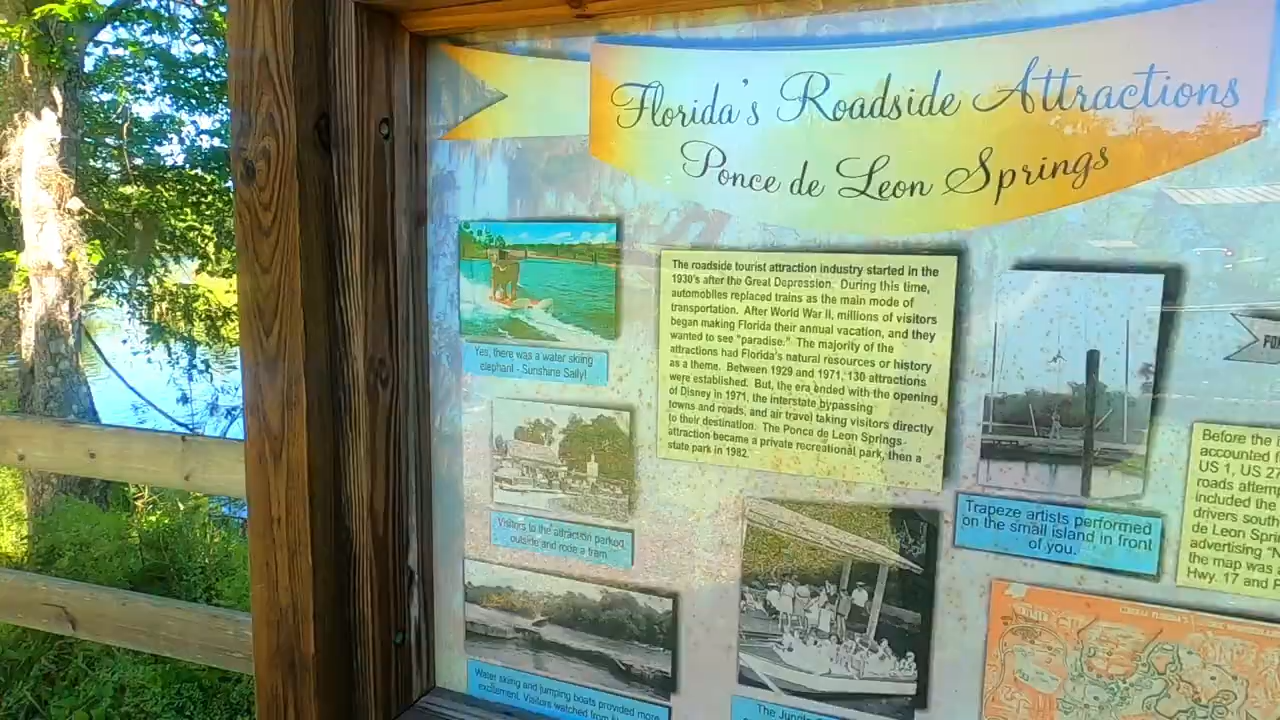 Florida's Roadside Attractions
Ponce de Leon Springs
Yes, there was a water skiing
elephant - Sunshine Sally!
Visitors to the attraction parked
outside and rode a tram.
Water skiing and jumping boats provided more
excitement. Visitors watched from
The roadside tourist attraction industry started in the
1930's after the Great Depression. During this time,
automobiles replaced trains as the main mode of
transportation. After World War II, millions of visitors
began making Florida their annual vacation, and they
wanted to see "paradise." The majority of the
attractions had Florida's natural resources or history
as a theme. Between 1929 and 1971, 130 attractions
were established. But, the era ended with the opening
of Disney in 1971, the interstate bypassing
towns and roads, and air travel taking visitors directly
to their destination. The Ponce de Leon Springs
attraction became a private recreational park, then a
state park in 1982.
The Jungle
Trapeze artists performed
on the small island in front
of you.
Before the
accounted
US 1, US 27
roads
included the
drivers south
de Leon
advertising
the map was
Hwy. 17 and